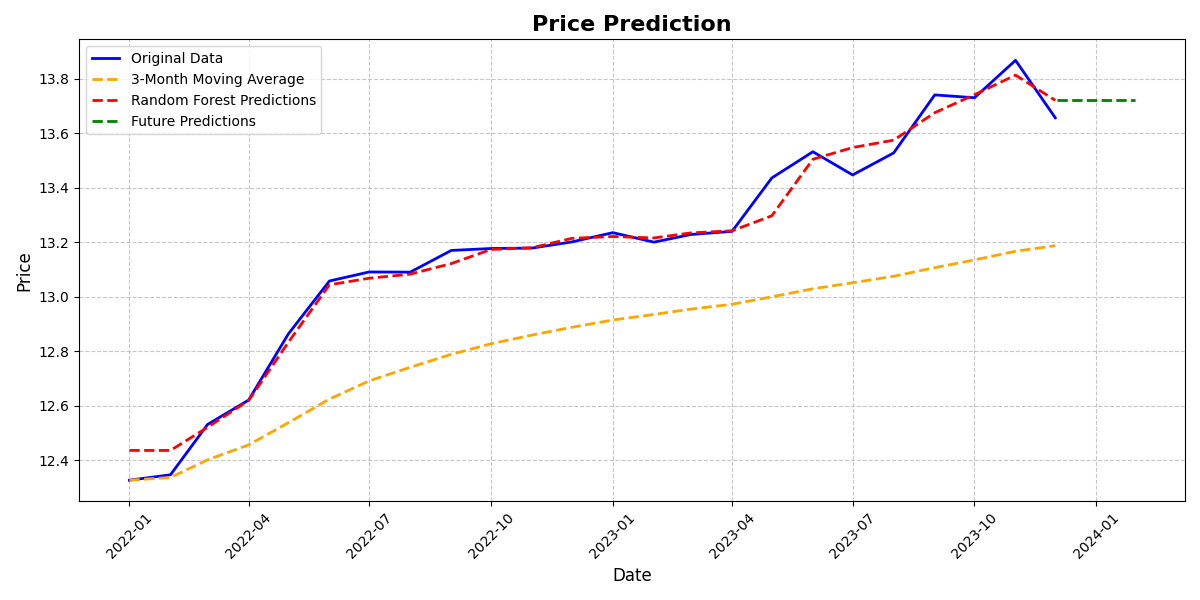 Price Prediction
Original Data
3-Month Moving Average
Random Forest Predictions
Future Predictions
Price
13.8
13.6
13.4
13.2
13.0
12.8
12.6
12.4
2022-01
2022-04
2022-07
2022-10
2023-01
2023-04
2023-07
2023-10
2024-01
Date